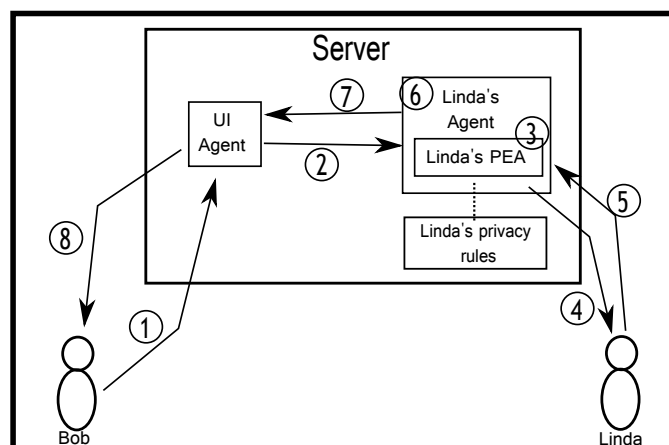 Server
⑦
⑥
Linda's
Agent
③
UI
Agent
②
Linda's PEA
⑤
⑧
Linda's privacy
rules
①
④
Bob
Linda